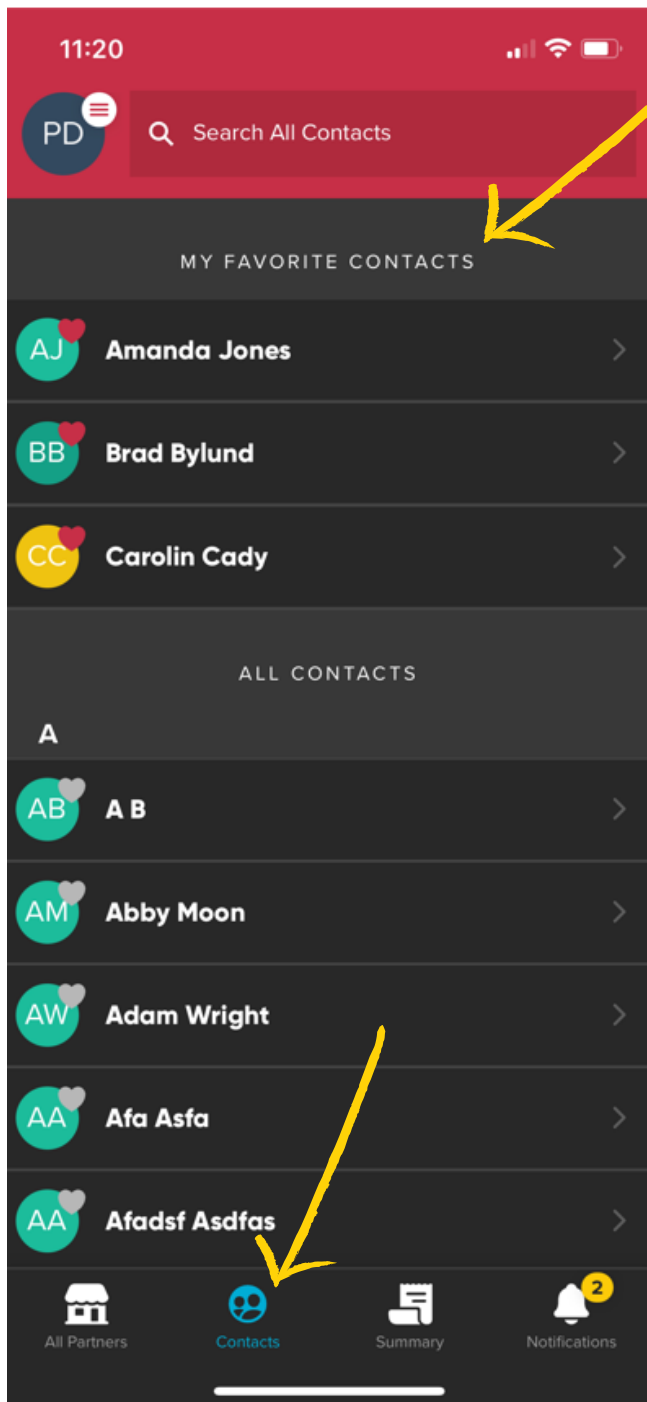 11:20
PD
Search All Contacts
MY FAVORITE CONTACTS
AJ Amanda Jones
BB Brad Bylund
CC Carolin Cady
ALL CONTACTS
A
AB A B
AM Abby Moon
AW Adam Wright
AA Afa Asfa
AA Afadsf Asdfas
2
All Partners Contacts Summary Notifications